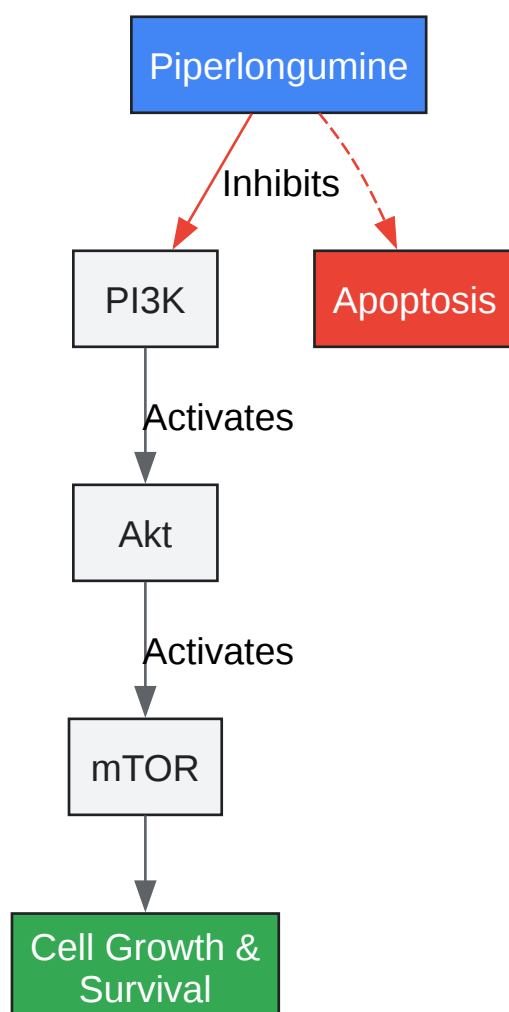 Piperlongumine
Inhibits
PI3K
Apoptosis
Activates
Akt
Activates
mTOR
Cell Growth &
Survival